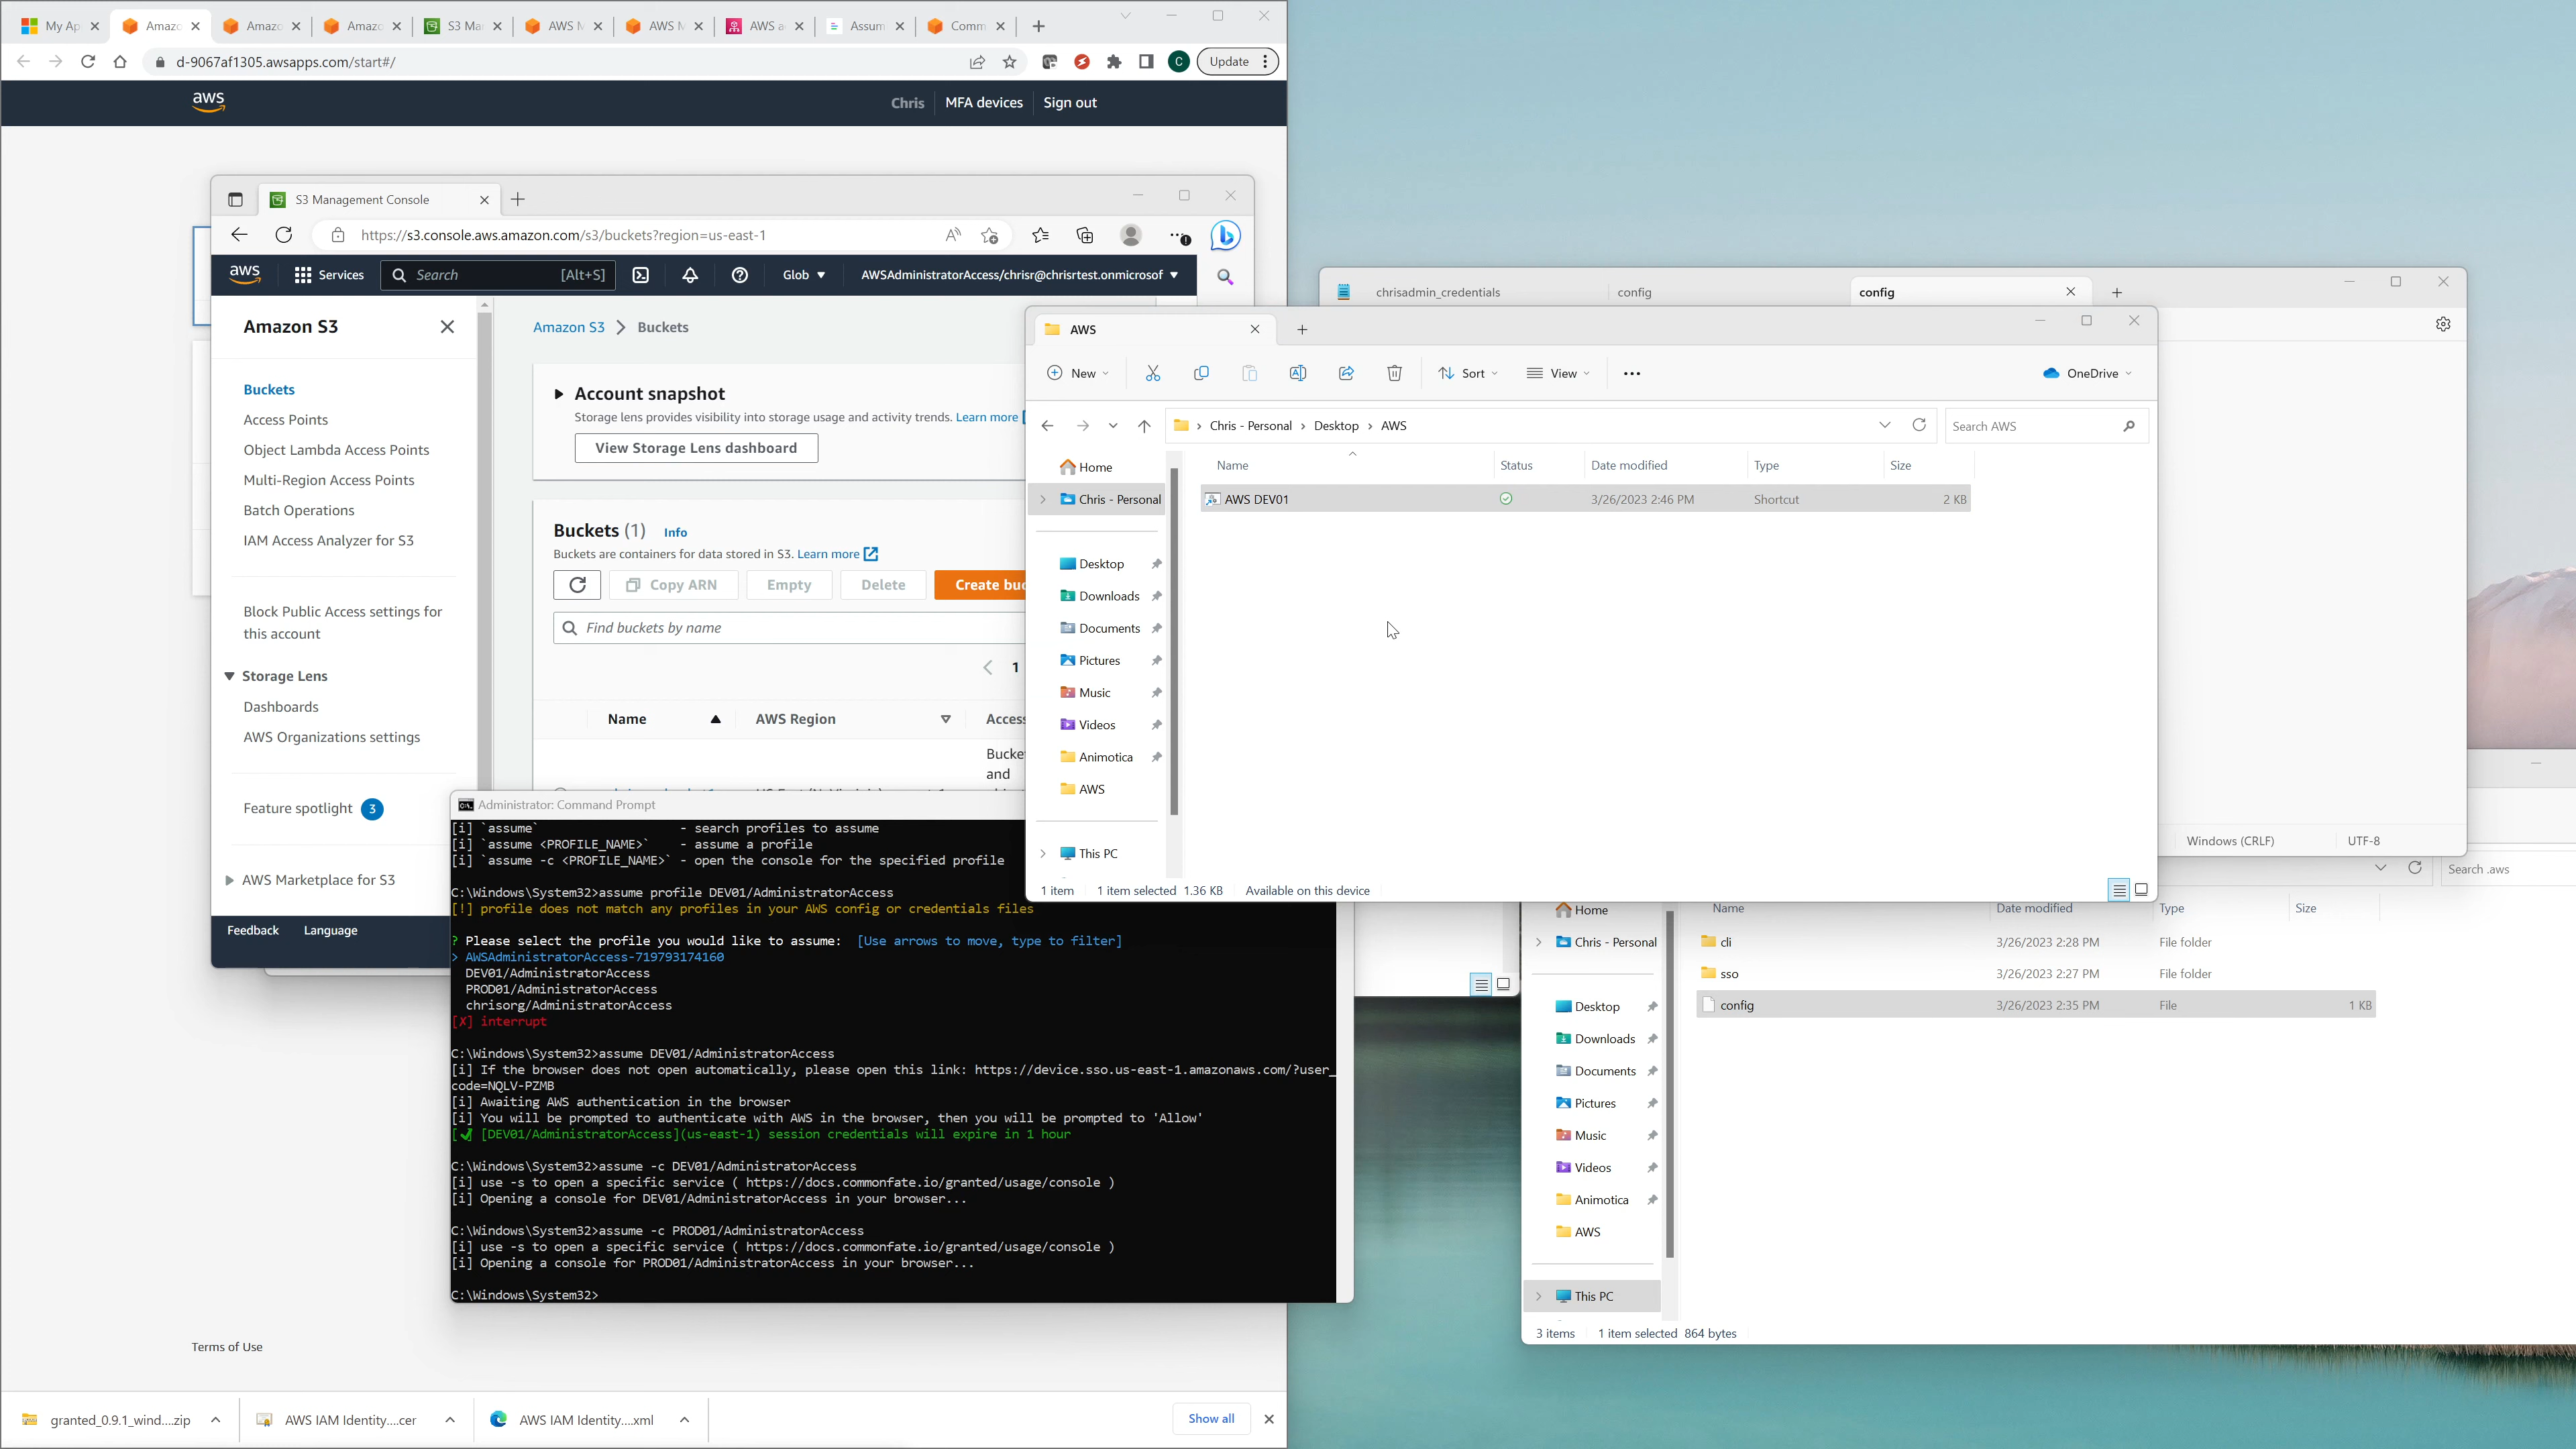 My Ap
Amazo
Amazo
Amazo
S3 Mar
AWS M
AWS M
AWS a
Assum
Comm
d-9067af1305.awsapps.com/start#/
C
Update
aws
Chris
MFA devices
Sign out
S3 Management Console
https://s3.console.aws.amazon.com/s3/buckets?region=us-east-1
aws
Services
Search
[Alt+S]
Glob
AWSAdministratorAccess/chrisr@chrisrtest.onmicrosof
Amazon S3
Buckets
Access Points
Object Lambda Access Points
Multi-Region Access Points
Batch Operations
IAM Access Analyzer for S3
Block Public Access settings for
this account
Storage Lens
Dashboards
AWS Organizations settings
Feature spotlight 3
AWS Marketplace for S3
Feedback
Language
Amazon S3 > Buckets
Account snapshot
Storage lens provides visibility into storage usage and activity trends. Learn more
View Storage Lens dashboard
Buckets (1) Info
Buckets are containers for data stored in S3. Learn more
Copy ARN
Empty
Delete
Create buc
Find buckets by name
1
Name
AWS Region
Access
Bucke
and
chrisadmin_credentials
config
config
Windows (CRLF)
UTF-8
AWS
New
Sort
View
OneDrive
Chris - Personal > Desktop > AWS
Search AWS
Name
Status
Date modified
Type
Size
AWS DEV01
3/26/2023 2:46 PM
Shortcut
2 KB
Home
Chris - Personal
Desktop
Downloads
Documents
Pictures
Music
Videos
Animotica
AWS
This PC
1 item
1 item selected 1.36 KB
Available on this device
Administrator: Command Prompt
[i] `assume` - search profiles to assume
[i] `assume <PROFILE_NAME>` - assume a profile
[i] `assume -c <PROFILE_NAME>` - open the console for the specified profile
C:\Windows\System32>assume profile DEV01/AdministratorAccess
[!] profile does not match any profiles in your AWS config or credentials files
? Please select the profile you would like to assume: [Use arrows to move, type to filter]
> AWSAdministratorAccess-719793174160
DEV01/AdministratorAccess
PROD01/AdministratorAccess
chrisorg/AdministratorAccess
[✗] interrupt
C:\Windows\System32>assume DEV01/AdministratorAccess
[i] If the browser does not open automatically, please open this link: https://device.sso.us-east-1.amazonaws.com/?user_
code=NQLV-PZMB
[i] Awaiting AWS authentication in the browser
[i] You will be prompted to authenticate with AWS in the browser, then you will be prompted to 'Allow'
[✔] [DEV01/AdministratorAccess](us-east-1) session credentials will expire in 1 hour
C:\Windows\System32>assume -c DEV01/AdministratorAccess
[i] use -s to open a specific service ( https://docs.commonfate.io/granted/usage/console )
[i] Opening a console for DEV01/AdministratorAccess in your browser...
C:\Windows\System32>assume -c PROD01/AdministratorAccess
[i] use -s to open a specific service ( https://docs.commonfate.io/granted/usage/console )
[i] Opening a console for PROD01/AdministratorAccess in your browser...
C:\Windows\System32>
Search .aws
Name
Date modified
Type
Size
cli
3/26/2023 2:28 PM
File folder
sso
3/26/2023 2:27 PM
File folder
config
3/26/2023 2:35 PM
File
1 KB
Home
Chris - Personal
Desktop
Downloads
Documents
Pictures
Music
Videos
Animotica
AWS
This PC
3 items
1 item selected 864 bytes
Terms of Use
granted_0.9.1_wind....zip
AWS IAM Identity....cer
AWS IAM Identity....xml
Show all